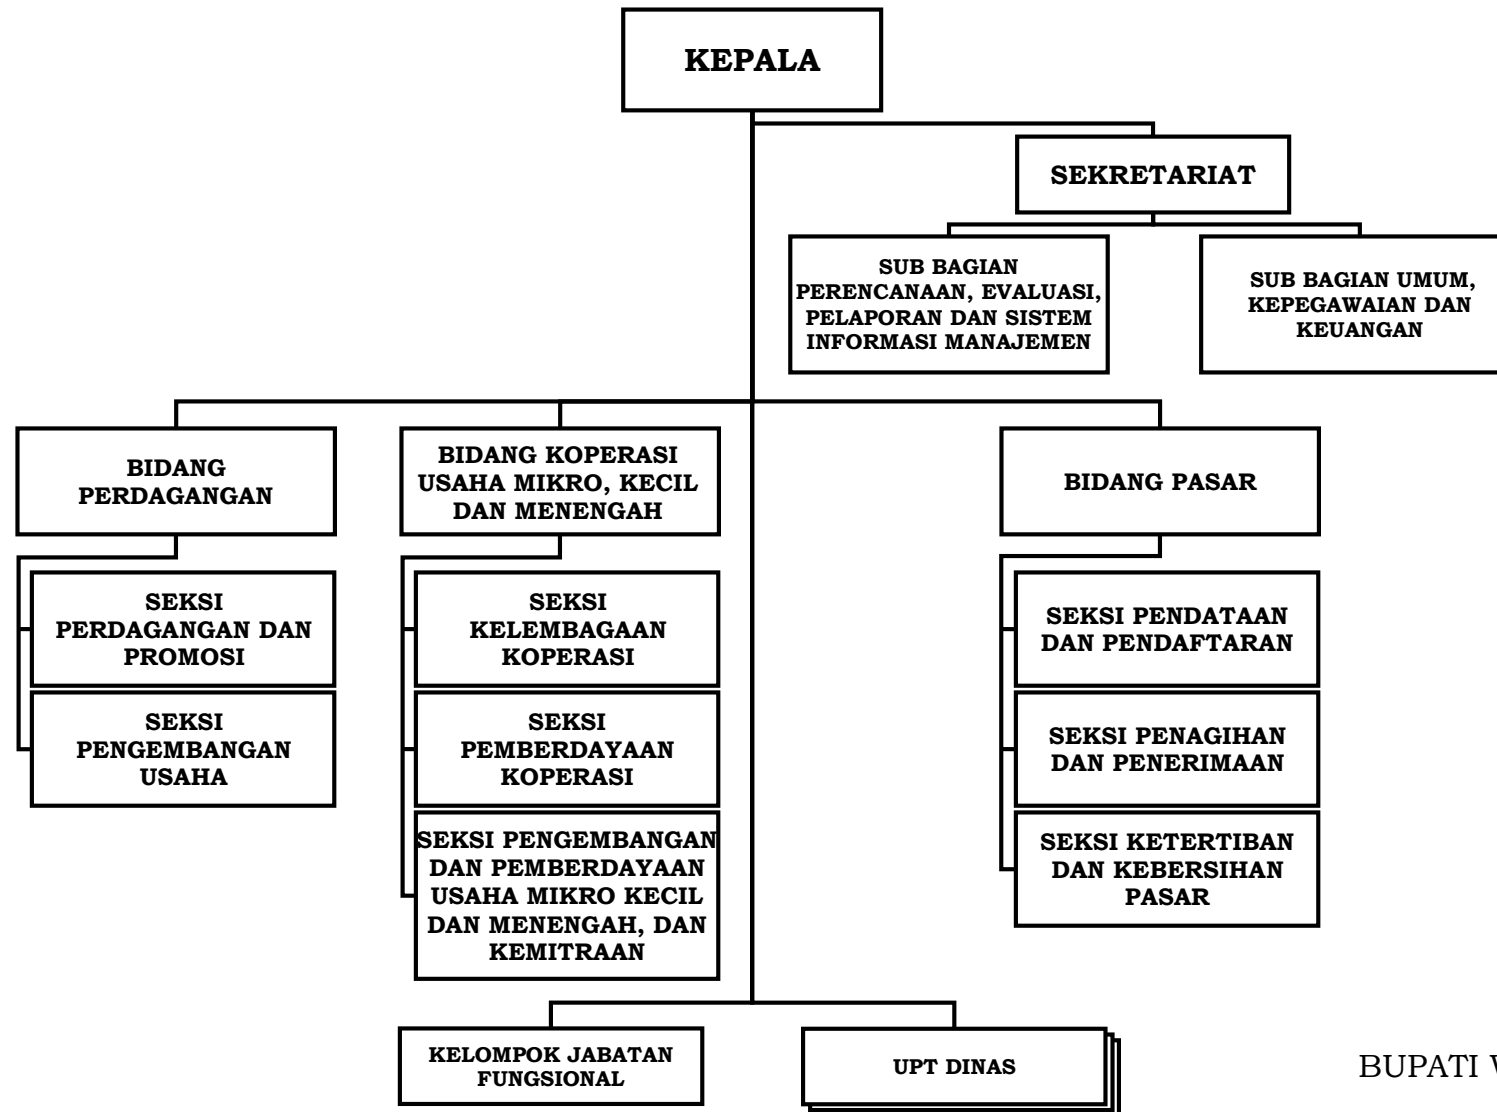 KEPALA
SEKRETARIAT
SUB BAGIAN
PERENCANAAN, EVALUASI,
PELAPORAN DAN SISTEM
INFORMASI MANAJEMEN
SUB BAGIAN UMUM,
KEPEGAWAIAN DAN
KEUANGAN
BIDANG
PERDAGANGAN
BIDANG KOPERASI
USAHA MIKRO, KECIL
DAN MENENGAH
BIDANG PASAR
SEKSI
PERDAGANGAN DAN
PROMOSI
SEKSI
PENGEMBANGAN
USAHA
SEKSI
KELEMBAGAAN
KOPERASI
SEKSI
PEMBERDAYAAN
KOPERASI
SEKSI PENGEMBANGAN
DAN PEMBERDAYAAN
USAHA MIKRO KECIL
DAN MENENGAH, DAN
KEMITRAAN
SEKSI PENDATAAN
DAN PENDAFTARAN
SEKSI PENAGIHAN
DAN PENERIMAAN
SEKSI KETERTIBAN
DAN KEBERSIHAN
PASAR
KELOMPOK JABATAN
FUNGSIONAL
UPT DINAS
BUPATI